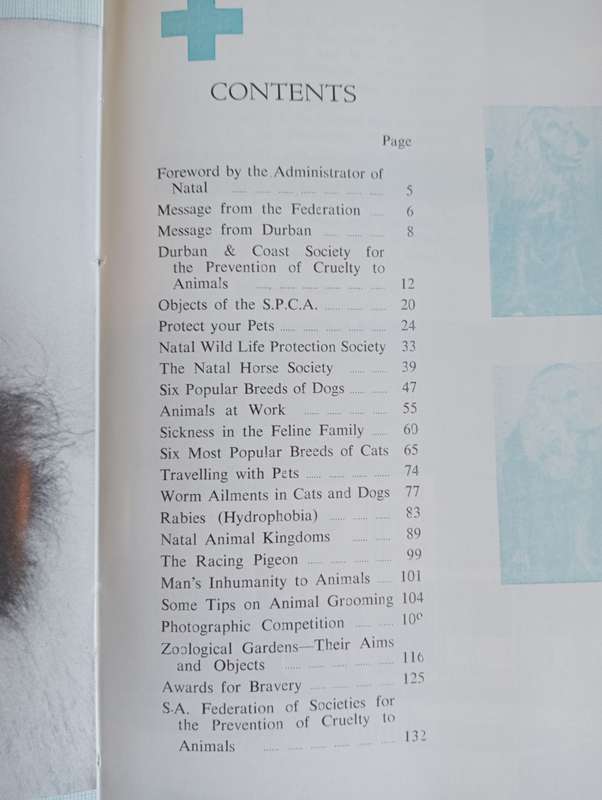 CONTENTS
Page
Foreword by the Administrator of
Natal ...... ...... ...... ...... ...... ...... ...... 5
Message from the Federation ...... 6
Message from Durban ...... ...... ...... 8
Durban & Coast Society for
the Prevention of Cruelty to
Animals ...... ...... ...... ...... ...... ...... 12
Objects of the S.P.C.A. ...... ...... ...... 20
Protect your Pets ...... ...... ...... ...... ...... 24
Natal Wild Life Protection Society 33
The Natal Horse Society ...... ...... 39
Six Popular Breeds of Dogs ...... ...... 47
Animals at Work ...... ...... ...... ...... 55
Sickness in the Feline Family ...... 60
Six Most Popular Breeds of Cats 65
Travelling with Pets ...... ...... ...... ...... 74
Worm Ailments in Cats and Dogs 77
Rabies (Hydrophobia) ...... ...... ...... 83
Natal Animal Kingdoms ...... ...... 89
The Racing Pigeon ...... ...... ...... ...... 99
Man's Inhumanity to Animals ...... 101
Some Tips on Animal Grooming 104
Photographic Competition ...... ...... 109
Zoological Gardens—Their Aims
and Objects ...... ...... ...... ...... ...... 116
Awards for Bravery ...... ...... ...... ...... 125
S.A. Federation of Societies for
the Prevention of Cruelty to
Animals ...... ...... ...... ...... ...... ...... 132